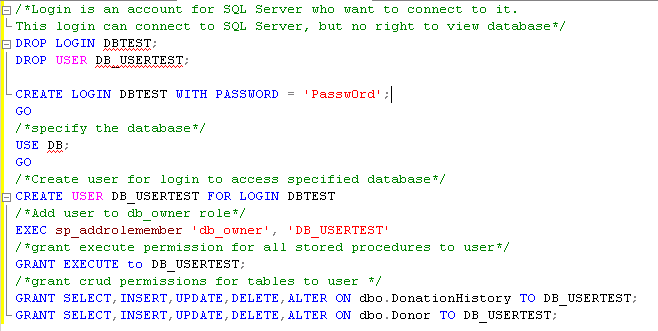 /*Login is an account for SQL Server who want to connect to it.
This login can connect to SQL Server, but no right to view database*/
DROP LOGIN DBTEST;
DROP USER DB_USERTEST;
CREATE LOGIN DBTEST WITH PASSWORD = 'Passw0rd';
GO
/*specify the database*/
USE DB;
GO
/*Create user for login to access specified database*/
CREATE USER DB_USERTEST FOR LOGIN DBTEST
/*Add user to db_owner role*/
EXEC sp_addrolemember 'db_owner', 'DB_USERTEST'
/*grant execute permission for all stored procedures to user*/
GRANT EXECUTE to DB_USERTEST;
/*grant crud permissions for tables to user */
GRANT SELECT,INSERT,UPDATE,DELETE,ALTER ON dbo.DonationHistory TO DB_USERTEST;
GRANT SELECT,INSERT,UPDATE,DELETE,ALTER ON dbo.Donor TO DB_USERTEST;